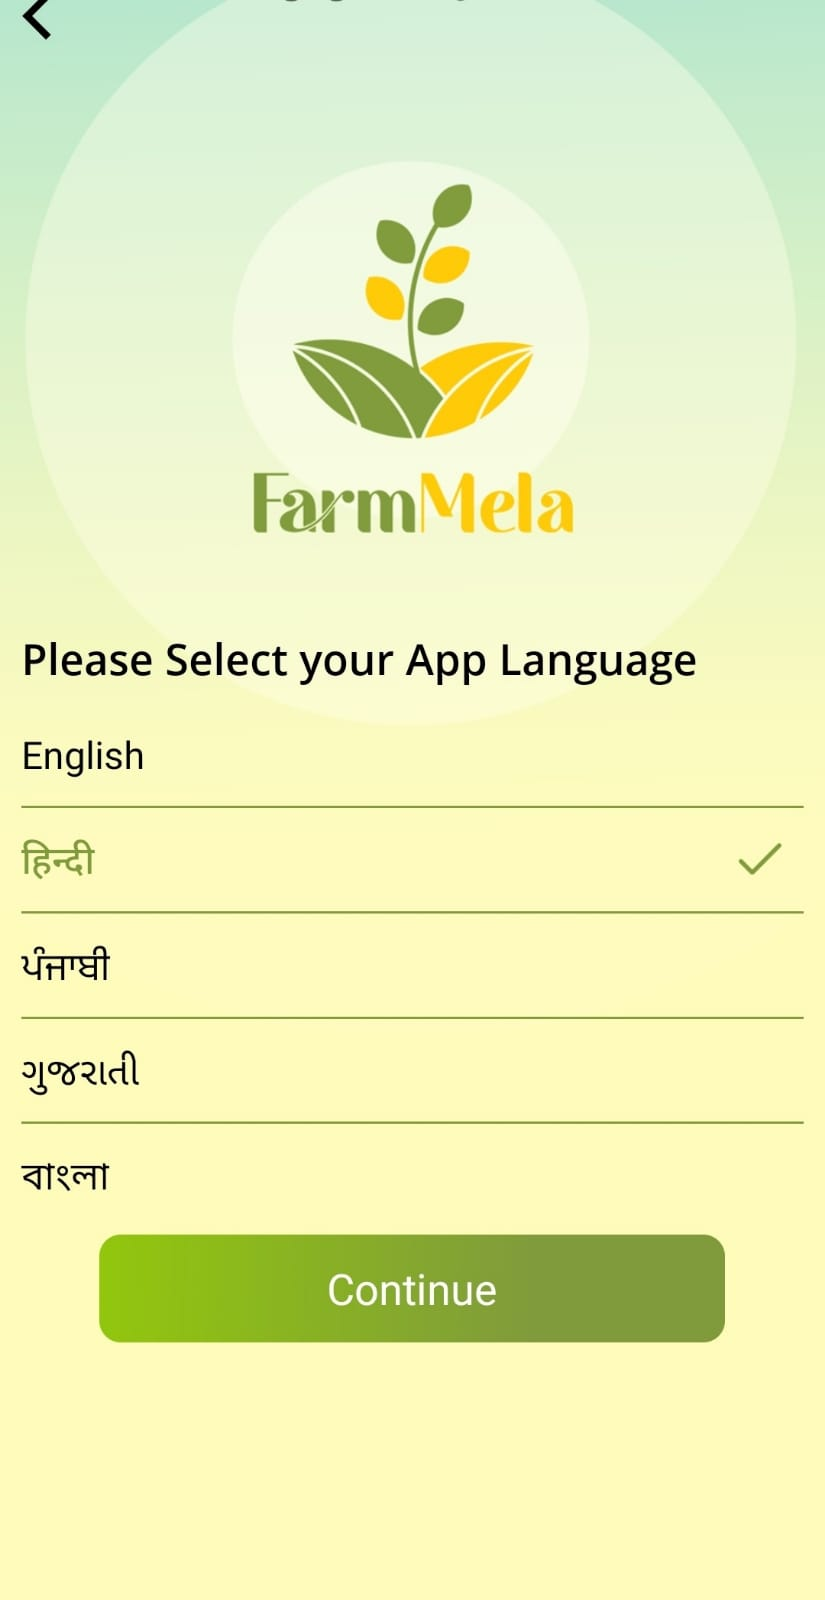 FarmMela
Please Select your App Language
English
हिन्दी
ਪੰਜਾਬੀ
ગુજરાતી
বাংলা
Continue